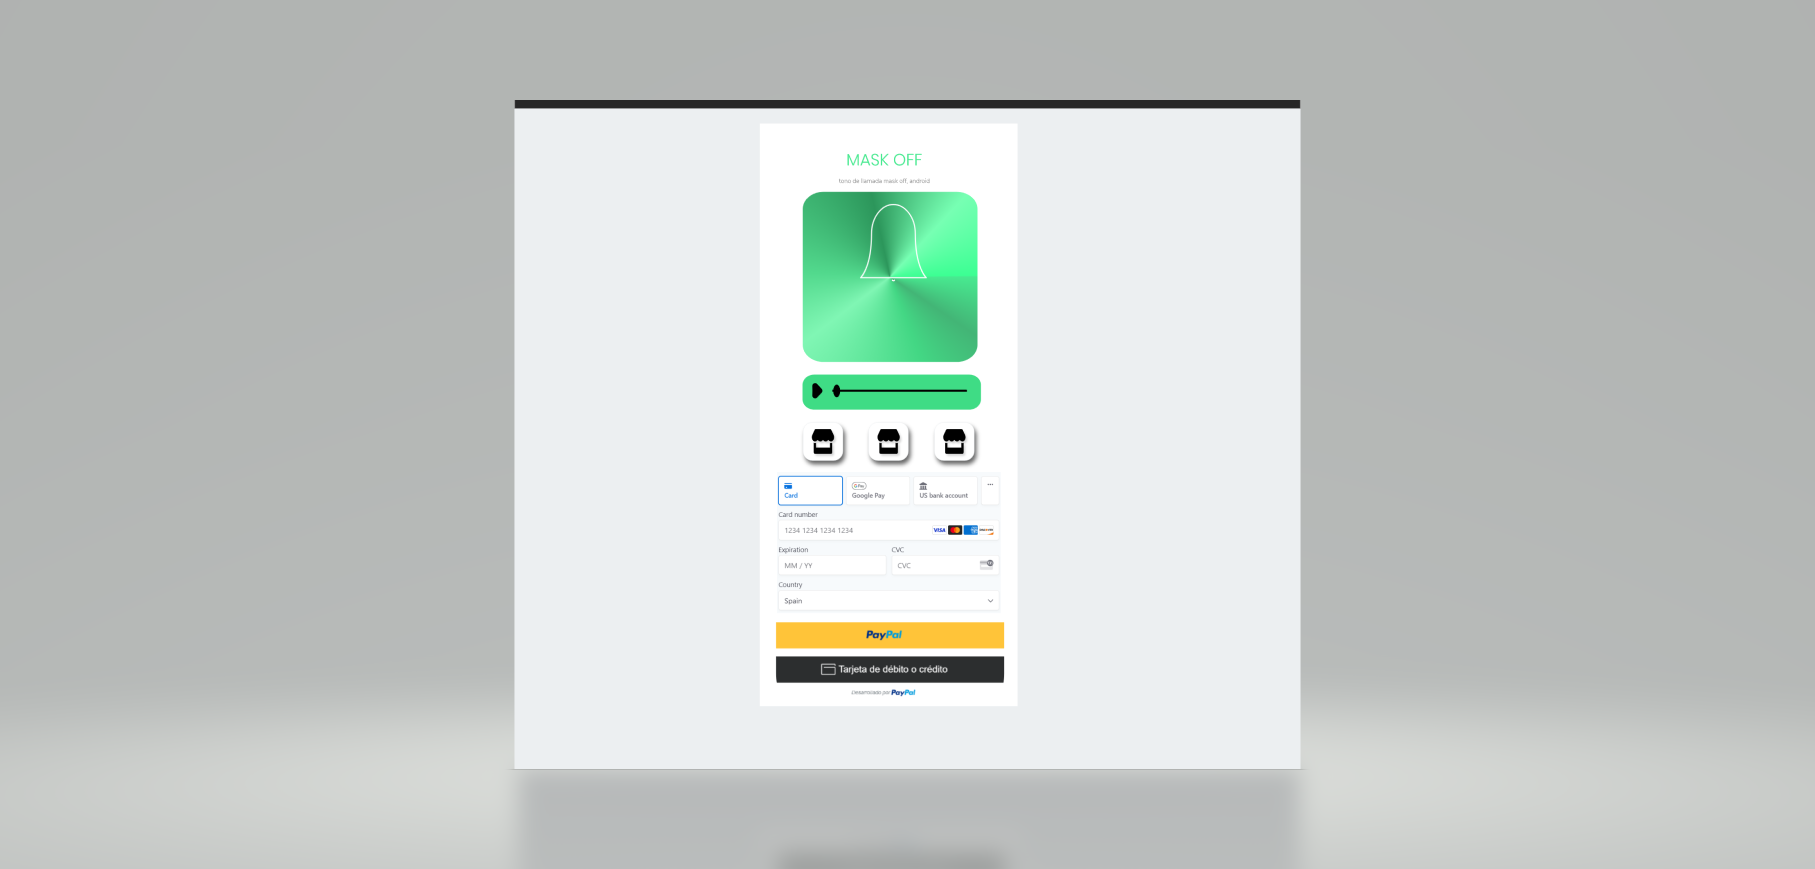 MASK OFF
tono de llamada mask off, android
G Pay
Card
Google Pay
US bank account
Card number
1234 1234 1234 1234
VISA
Expiration
CVC
MM / YY
CVC
Country
Spain
PayPal
Tarjeta de débito o crédito
Desarrollado por PayPal